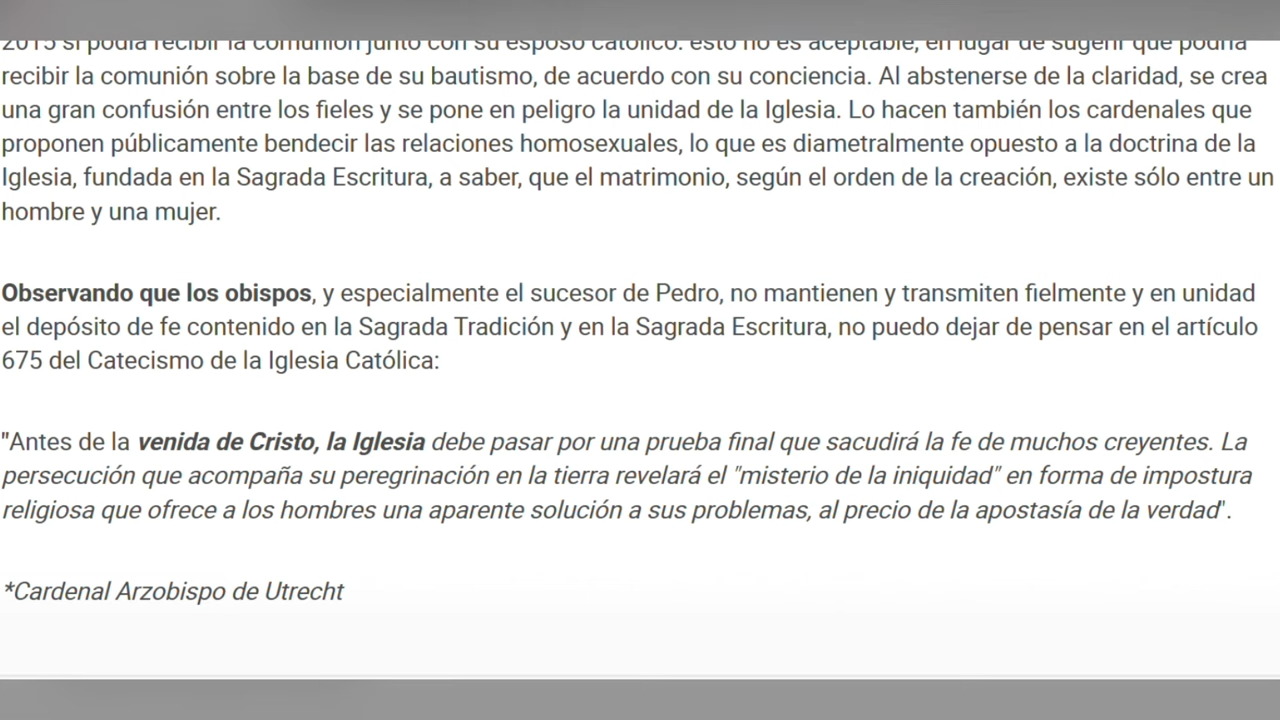 2015 si podía recibir la comunión junto con su esposo católico: esto no es aceptable, en lugar de sugerir que podría
recibir la comunión sobre la base de su bautismo, de acuerdo con su conciencia. Al abstenerse de la claridad, se crea
una gran confusión entre los fieles y se pone en peligro la unidad de la Iglesia. Lo hacen también los cardenales que
proponen públicamente bendecir las relaciones homosexuales, lo que es diametralmente opuesto a la doctrina de la
Iglesia, fundada en la Sagrada Escritura, a saber, que el matrimonio, según el orden de la creación, existe sólo entre un
hombre y una mujer.
Observando que los obispos, y especialmente el sucesor de Pedro, no mantienen y transmiten fielmente y en unidad
el depósito de fe contenido en la Sagrada Tradición y en la Sagrada Escritura, no puedo dejar de pensar en el artículo
675 del Catecismo de la Iglesia Católica:
"Antes de la venida de Cristo, la Iglesia debe pasar por una prueba final que sacudirá la fe de muchos creyentes. La
persecución que acompaña su peregrinación en la tierra revelará el "misterio de la iniquidad" en forma de impostura
religiosa que ofrece a los hombres una aparente solución a sus problemas, al precio de la apostasía de la verdad".
*Cardenal Arzobispo de Utrecht